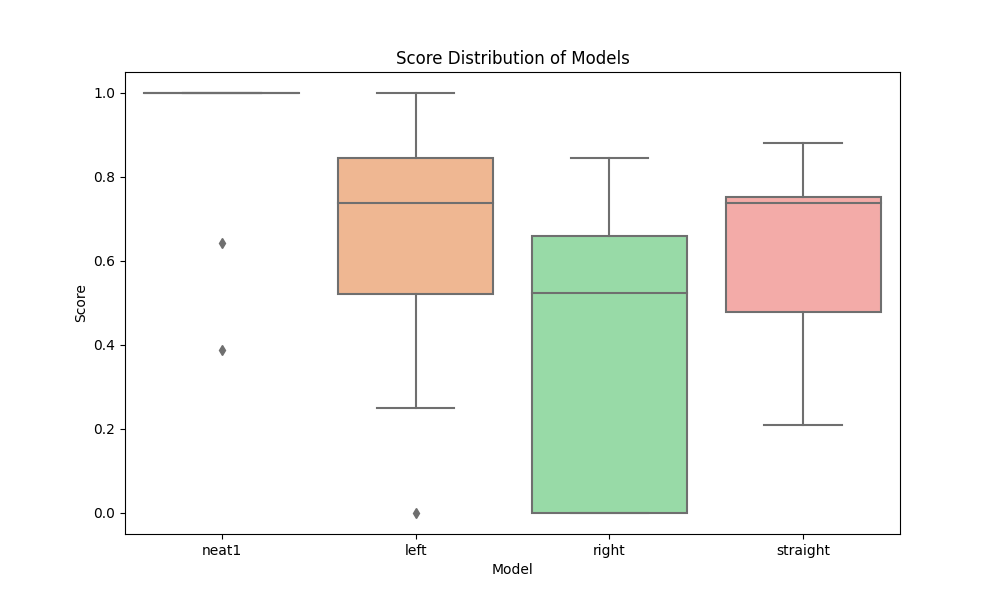 Score Distribution of Models
1.0
0.8
0.6
0.4
0.2
0.0
Score
neat1
left
right
straight
Model